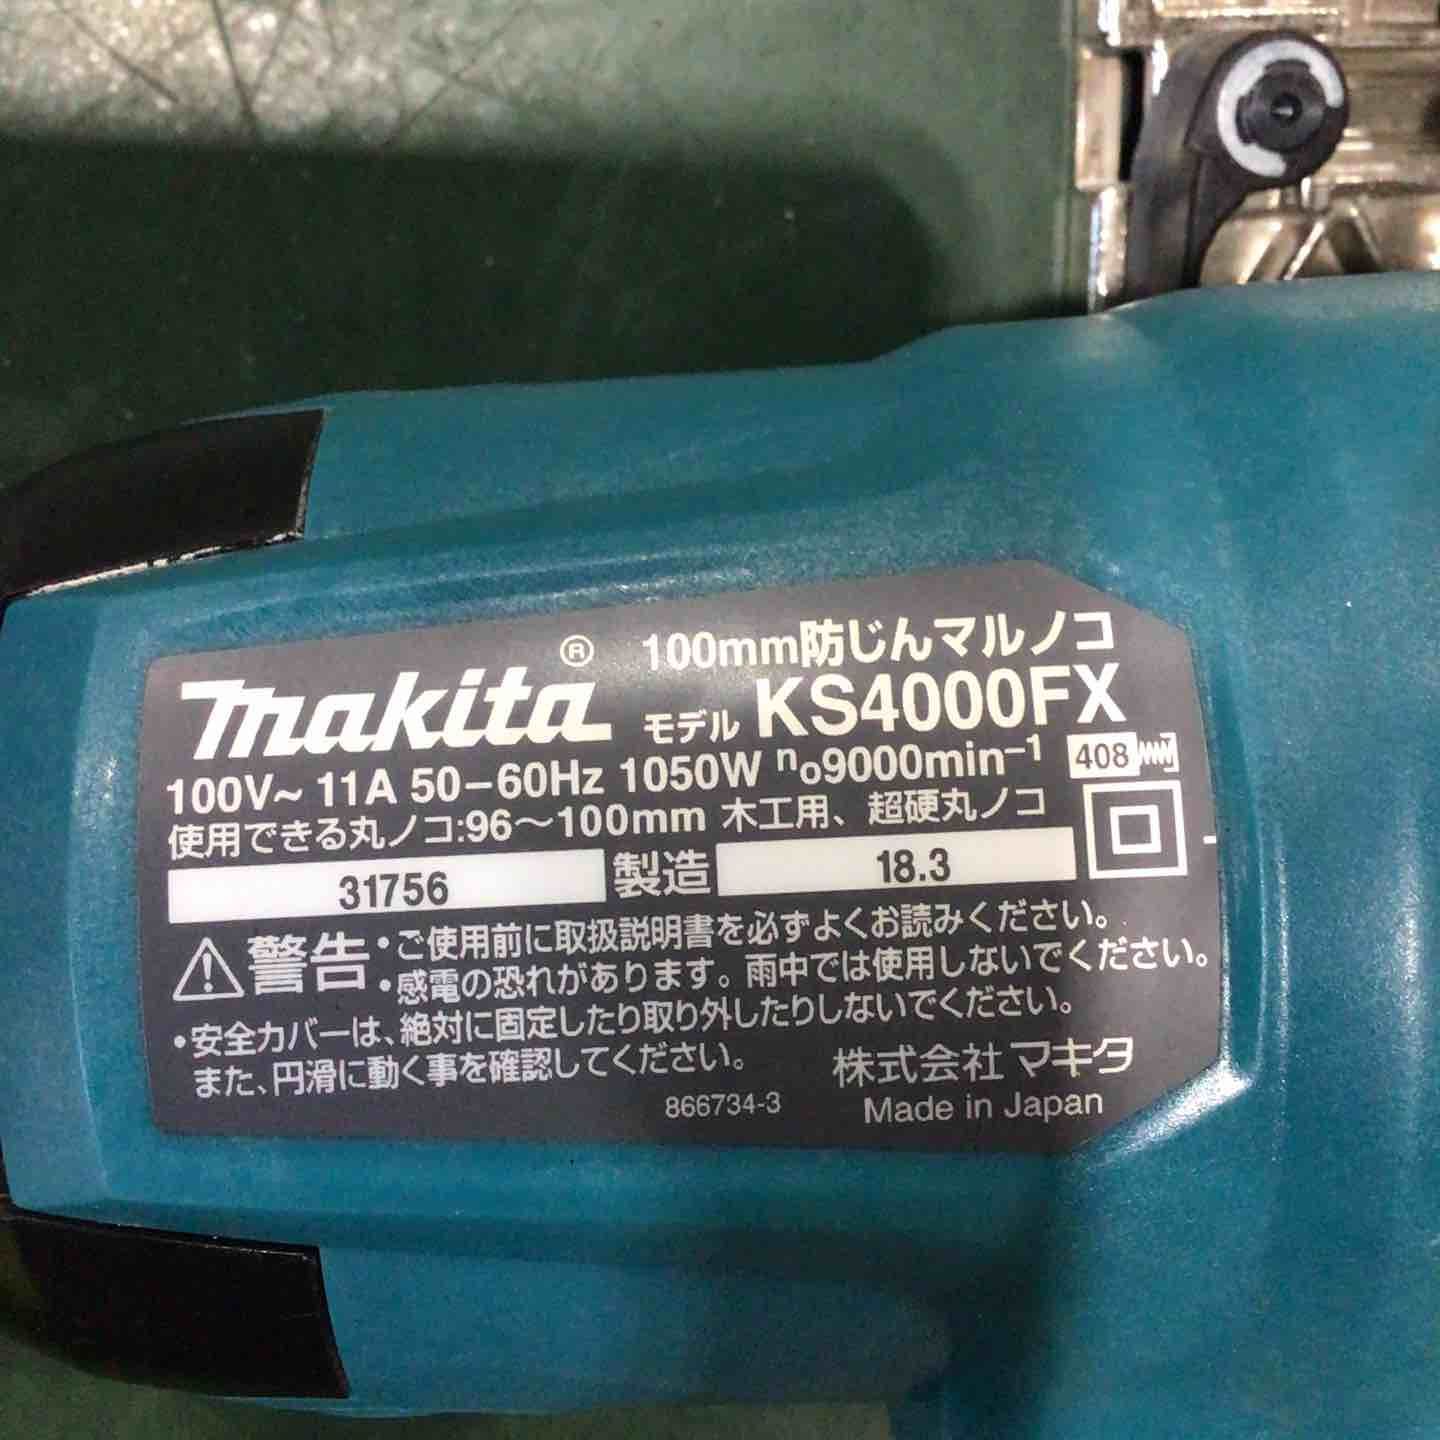 makita® 100mm防じんマルノコ
モデル KS4000FX
100V~ 11A 50-60Hz 1050W n₀9000min⁻¹ 408
使用できる丸ノコ:96~100mm 木工用、超硬丸ノコ
31756 製造 18.3
警告 •ご使用前に取扱説明書を必ずよくお読みください。
•感電の恐れがあります。雨中では使用しないでください。
•安全カバーは、絶対に固定したり取り外したりしないでください。
また、円滑に動く事を確認してください。
株式会社 マキタ
866734-3 Made in Japan